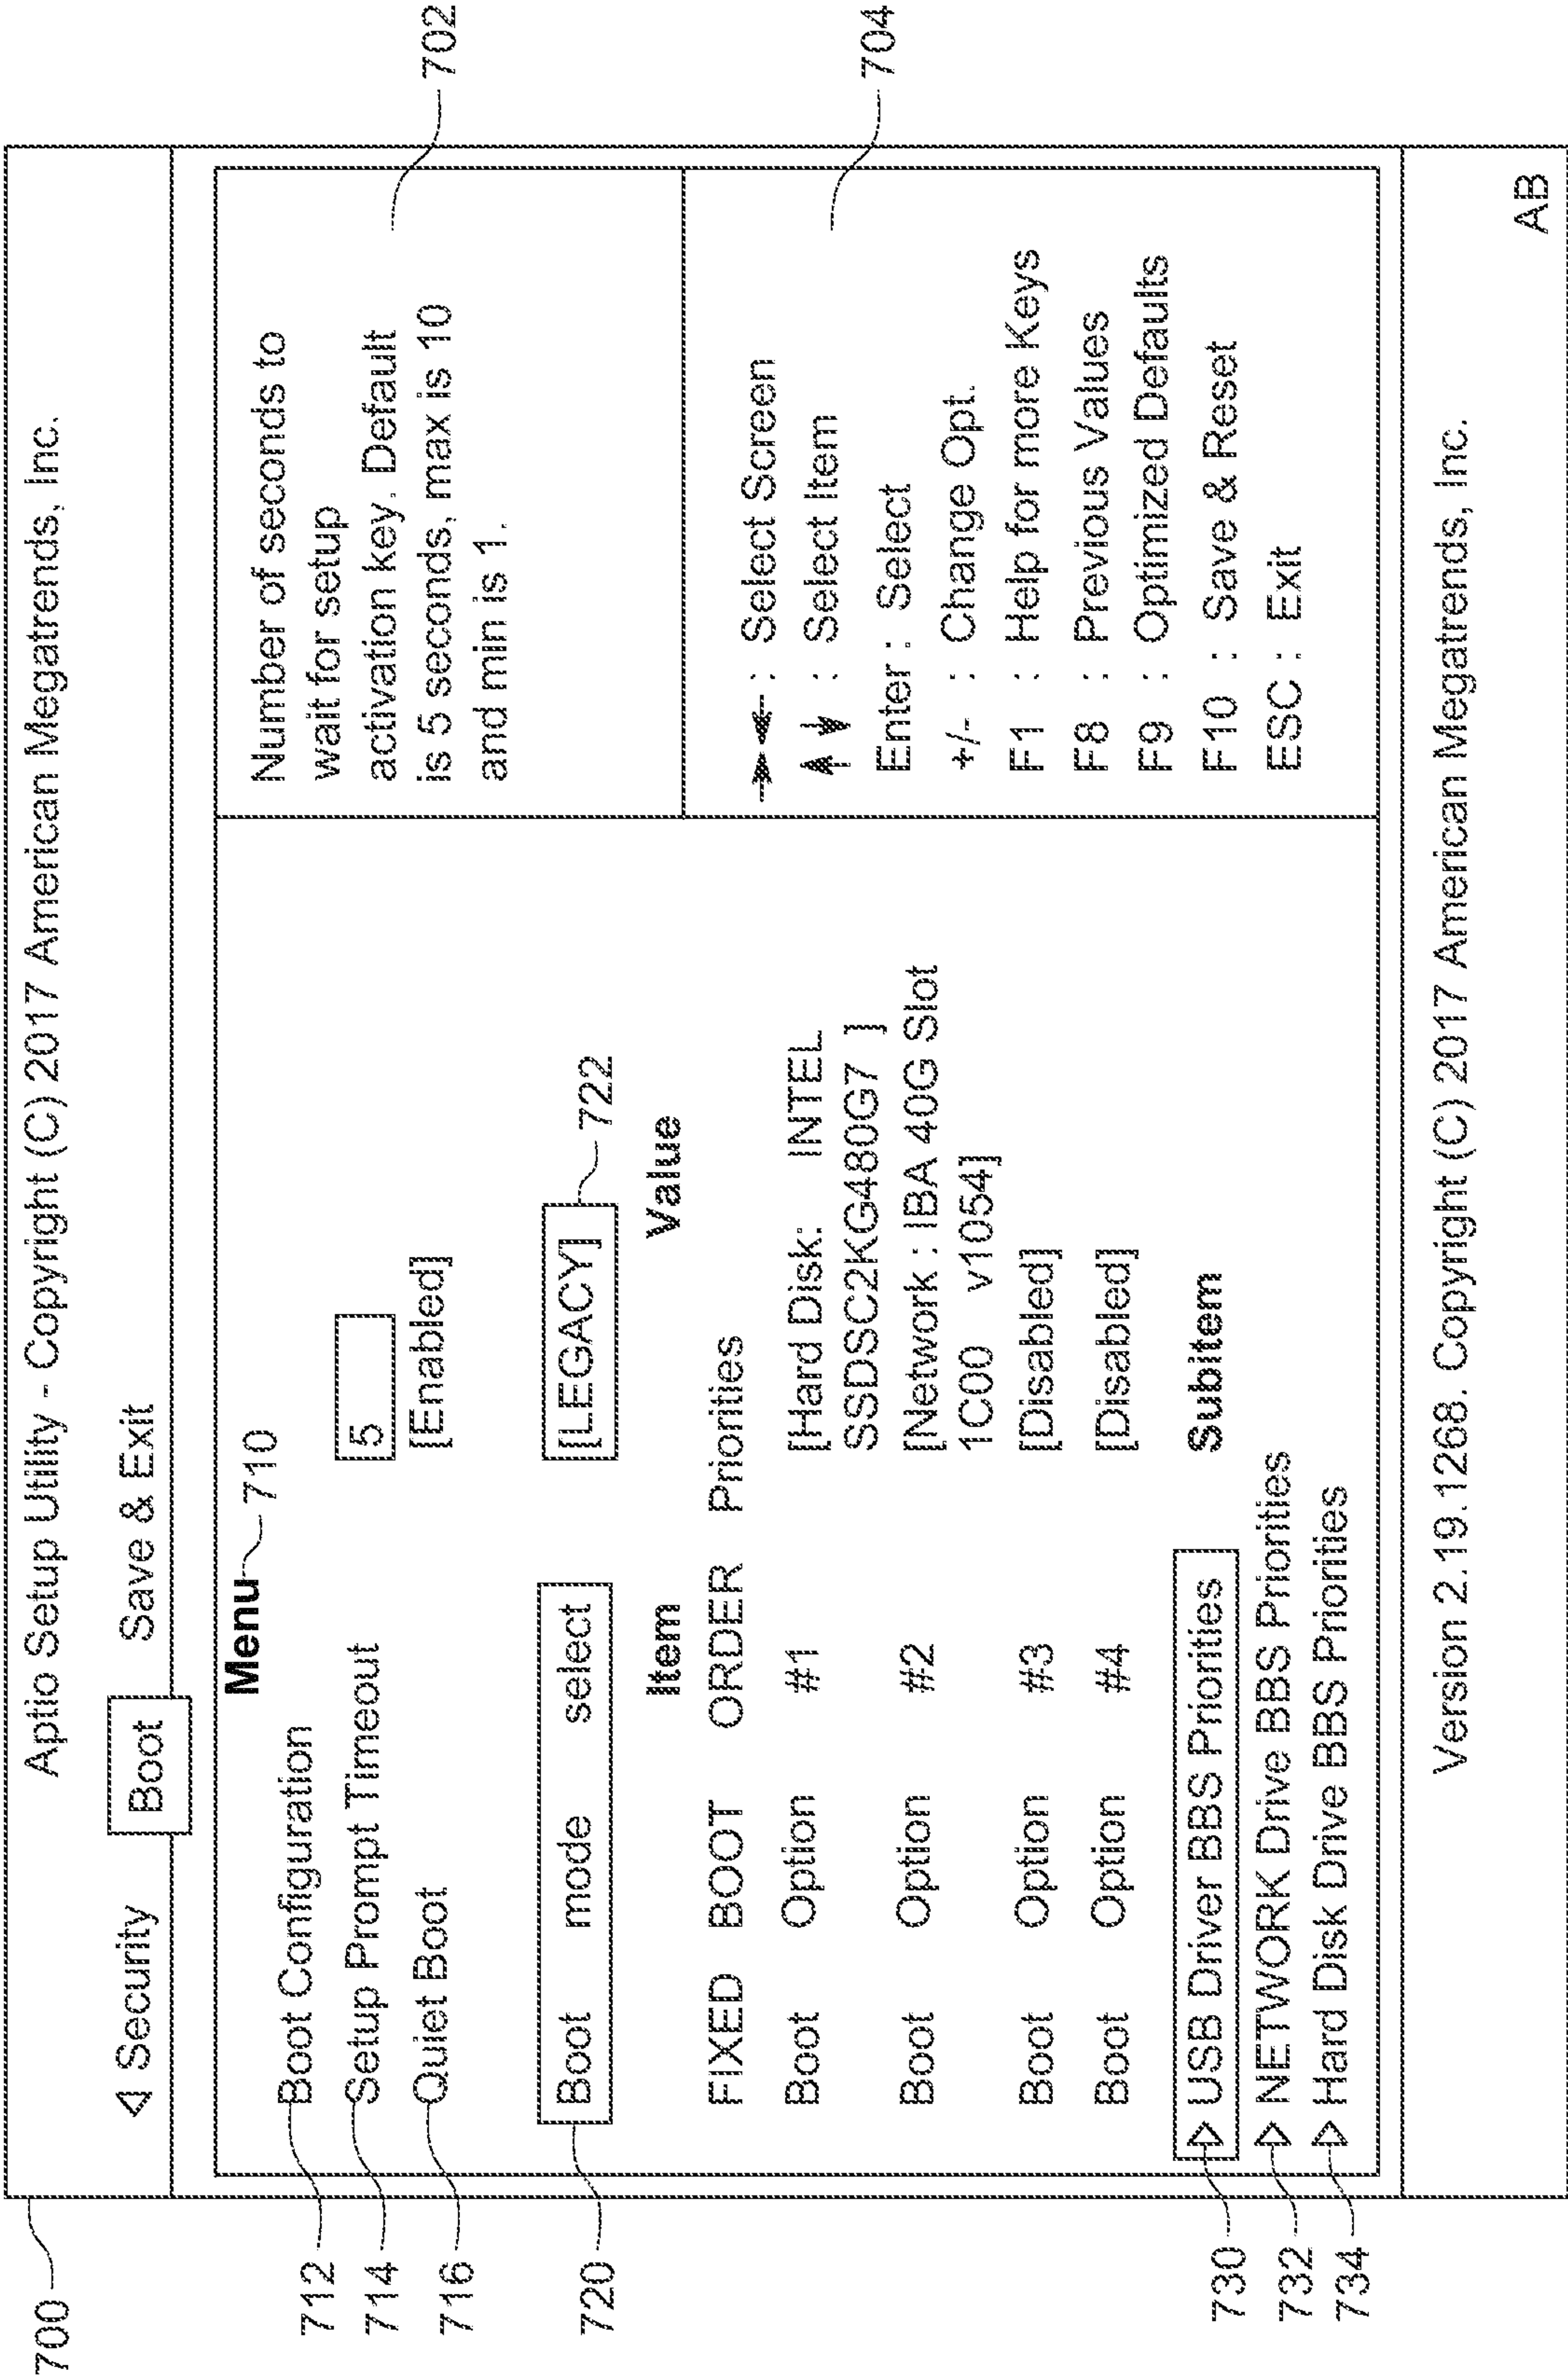 700
Aptio Setup Utility - Copyright (C) 2017 American Megatrends, Inc.
Security Boot Save & Exit
Menu 710
712 Boot Configuration
714 Setup Prompt Timeout 5
716 Quiet Boot [Enabled]
720 Boot mode select [LEGACY] 722
Item Value
FIXED BOOT ORDER Priorities
Boot Option #1 [Hard Disk: INTEL
SSDSC2KG480G7 ]
Boot Option #2 [Network : IBA 40G Slot
1C00 v1054]
Boot Option #3 [Disabled]
Boot Option #4 [Disabled]
730 USB Driver BBS Priorities Subitem
732 NETWORK Drive BBS Priorities
734 Hard Disk Drive BBS Priorities
Number of seconds to
wait for setup
activation key. Default
is 5 seconds, max is 10
and min is 1.
702
→← : Select Screen
↑↓ : Select Item
Enter : Select
+/- : Change Opt.
F1 : Help for more Keys
F8 : Previous Values
F9 : Optimized Defaults
F10 : Save & Reset
ESC : Exit
704
Version 2.19.1268. Copyright (C) 2017 American Megatrends, Inc.
AB